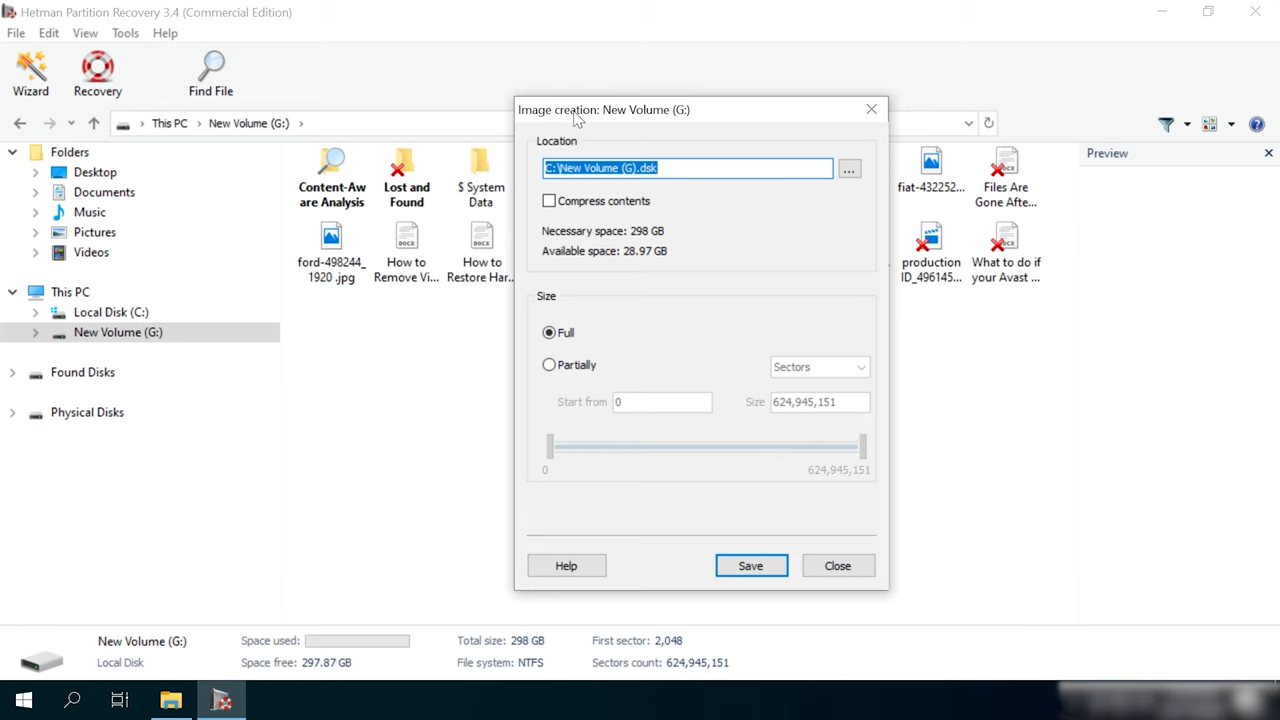 Hetman Partition Recovery 3.4 (Commercial Edition)
File Edit View Tools Help
Wizard Recovery Find File
This PC > New Volume (G:) >
Folders
Desktop
Documents
Music
Pictures
Videos
This PC
Local Disk (C:)
New Volume (G:)
Found Disks
Physical Disks
Content-Aw
are Analysis
Lost and
Found
$ System
Data
fiat-432252...
Files Are
Gone Afte...
ford-498244_
1920 .jpg
DOCX
How to
Remove Vi...
DOCX
How to
Restore Har...
production
ID_496145...
DOCX
What to do if
your Avast ...
Image creation: New Volume (G:)
Location
C:\New Volume (G).dsk
...
Compress contents
Necessary space: 298 GB
Available space: 28.97 GB
Size
Full
Partially
Sectors
Start from 0
Size 624,945,151
0 624,945,151
Help Save Close
Preview
New Volume (G:)
Local Disk
Space used:
Space free: 297.87 GB
Total size: 298 GB
File system: NTFS
First sector: 2,048
Sectors count: 624,945,151